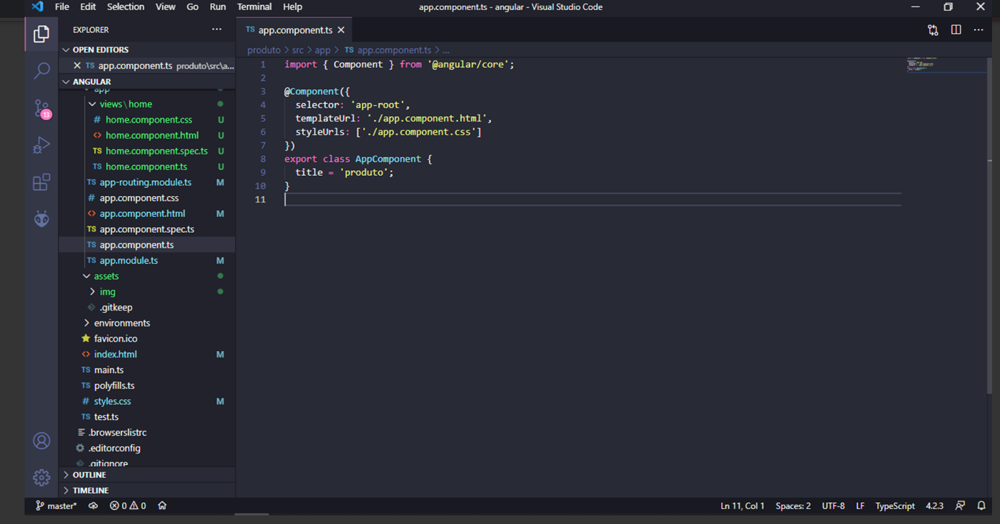 File Edit Selection View Go Run Terminal Help app.component.ts - angular - Visual Studio Code
EXPLORER ···
TS app.component.ts
OPEN EDITORS
TS app.component.ts produto\src\a...
ANGULAR
app
views\home
# home.component.css U
<> home.component.html U
TS home.component.spec.ts U
TS home.component.ts U
TS app-routing.module.ts M
# app.component.css
<> app.component.html M
TS app.component.spec.ts
TS app.component.ts
TS app.module.ts M
assets
img
.gitkeep
environments
favicon.ico
<> index.html M
TS main.ts
TS polyfills.ts
# styles.css M
TS test.ts
.browserslistrc
.editorconfig
.gitignore
OUTLINE
TIMELINE
13
produto > src > app > TS app.component.ts > ...
1 import { Component } from '@angular/core';
2
3 @Component({
4 selector: 'app-root',
5 templateUrl: './app.component.html',
6 styleUrls: ['./app.component.css']
7 })
8 export class AppComponent {
9 title = 'produto';
10 }
11
master* 0 0 Ln 11, Col 1 Spaces: 2 UTF-8 LF TypeScript 4.2.3